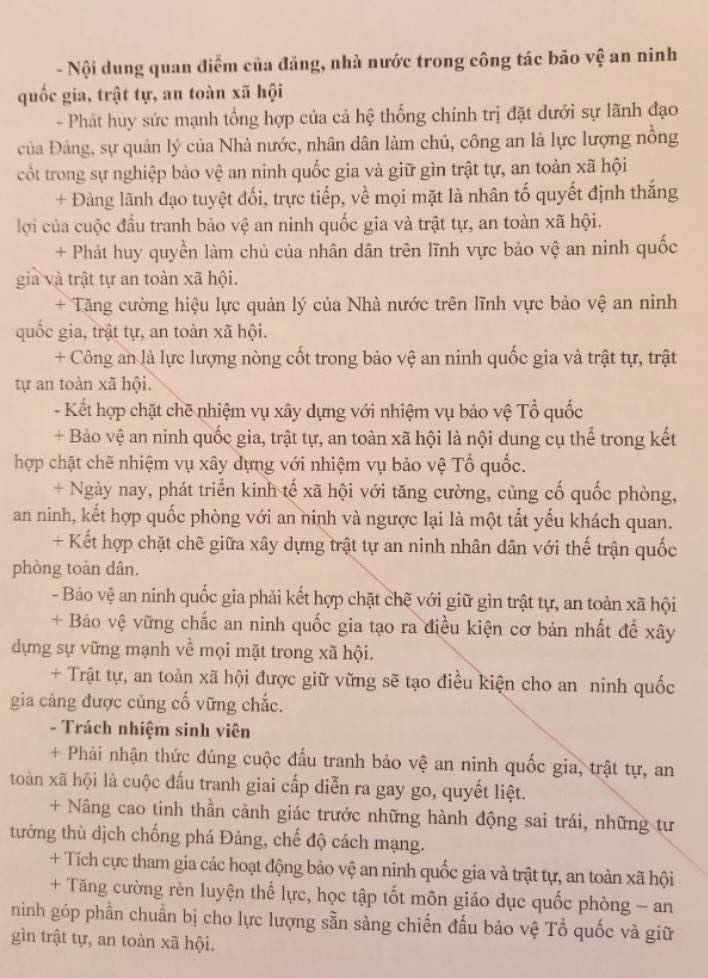 - Nội dung quan điểm của đảng, nhà nước trong công tác bảo vệ an ninh
quốc gia, trật tự, an toàn xã hội
- Phát huy sức mạnh tổng hợp của cả hệ thống chính trị đặt dưới sự lãnh đạo
của Đảng, sự quản lý của Nhà nước, nhân dân làm chủ, công an là lực lượng nồng
cốt trong sự nghiệp bảo vệ an ninh quốc gia và giữ gìn trật tự, an toàn xã hội
+ Đảng lãnh đạo tuyệt đối, trực tiếp, về mọi mặt là nhân tố quyết định thắng
lợi của cuộc đấu tranh bảo vệ an ninh quốc gia và trật tự, an toàn xã hội.
+ Phát huy quyền làm chủ của nhân dân trên lĩnh vực bảo vệ an ninh quốc
gia và trật tự an toàn xã hội.
+ Tăng cường hiệu lực quản lý của Nhà nước trên lĩnh vực bảo vệ an ninh
quốc gia, trật tự, an toàn xã hội.
+ Công an là lực lượng nòng cốt trong bảo vệ an ninh quốc gia và trật tự, trật
tự an toàn xã hội.
- Kết hợp chặt chẽ nhiệm vụ xây dựng với nhiệm vụ bảo vệ Tổ quốc
+ Bảo vệ an ninh quốc gia, trật tự, an toàn xã hội là nội dung cụ thể trong kết
hợp chặt chẽ nhiệm vụ xây dựng với nhiệm vụ bảo vệ Tổ quốc.
+ Ngày nay, phát triển kinh tế xã hội với tăng cường, củng cố quốc phòng,
an ninh, kết hợp quốc phòng với an ninh và ngược lại là một tất yếu khách quan.
+ Kết hợp chặt chẽ giữa xây dựng trật tự an ninh nhân dân với thế trận quốc
phòng toàn dân.
- Bảo vệ an ninh quốc gia phải kết hợp chặt chẽ với giữ gìn trật tự, an toàn xã hội
+ Bảo vệ vững chắc an ninh quốc gia tạo ra điều kiện cơ bản nhất để xây
dựng sự vững mạnh về mọi mặt trong xã hội.
+ Trật tự, an toàn xã hội được giữ vững sẽ tạo điều kiện cho an ninh quốc
gia càng được củng cố vững chắc.
- Trách nhiệm sinh viên
+ Phải nhận thức đúng cuộc đấu tranh bảo vệ an ninh quốc gia, trật tự, an
toàn xã hội là cuộc đấu tranh giai cấp diễn ra gay go, quyết liệt.
+ Nâng cao tinh thần cảnh giác trước những hành động sai trái, những tư
tưởng thù địch chống phá Đảng, chế độ cách mạng.
+ Tích cực tham gia các hoạt động bảo vệ an ninh quốc gia và trật tự, an toàn xã hội
+ Tăng cường rèn luyện thể lực, học tập tốt môn giáo dục quốc phòng – an
ninh góp phần chuẩn bị cho lực lượng sẵn sàng chiến đấu bảo vệ Tổ quốc và giữ
gìn trật tự, an toàn xã hội.